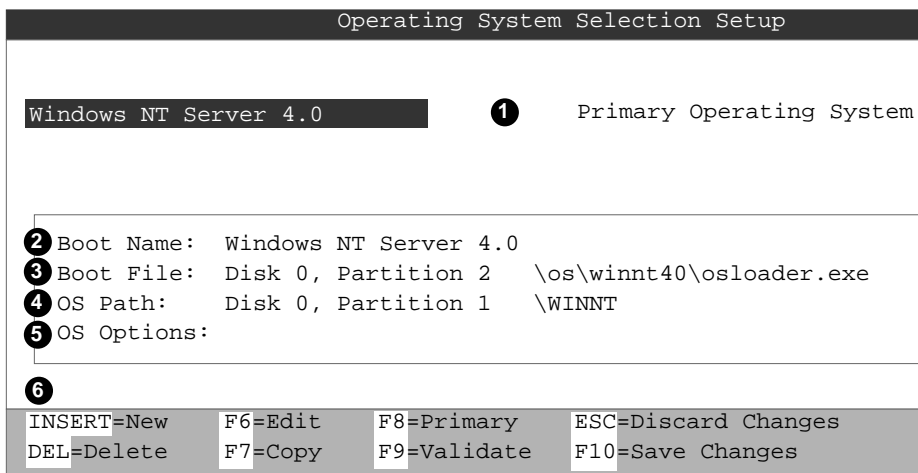 Operating System Selection Setup
Windows NT Server 4.0 1 Primary Operating System
2 Boot Name: Windows NT Server 4.0
3 Boot File: Disk 0, Partition 2 \os\winnt40\osloader.exe
4 OS Path: Disk 0, Partition 1 \WINNT
5 OS Options:
6
INSERT=New F6=Edit F8=Primary ESC=Discard Changes
DEL=Delete F7=Copy F9=Validate F10=Save Changes